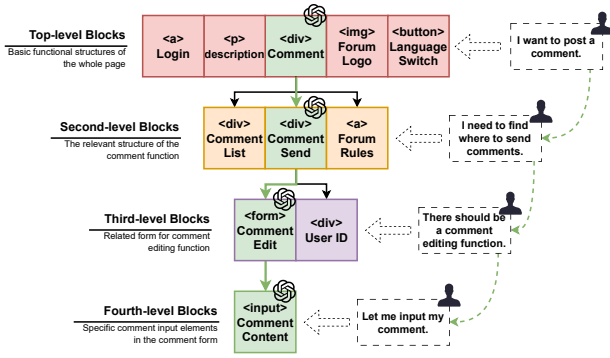 Top-level Blocks
Basic functional structures of
the whole page
<a>
Login
<p>
description
<div>
Comment
<img>
Forum
Logo
<button>
Language
Switch
I want to post a
comment.
Second-level Blocks
The relevant structure of the
comment function
<div>
Comment
List
<div>
Comment
Send
<a>
Forum
Rules
I need to find
where to send
comments.
Third-level Blocks
Related form for comment
editing function
<form>
Comment
Edit
<div>
User ID
There should be
a comment
editing function.
Fourth-level Blocks
Specific comment input elements
in the comment form
<input>
Comment
Content
Let me input my
comment.